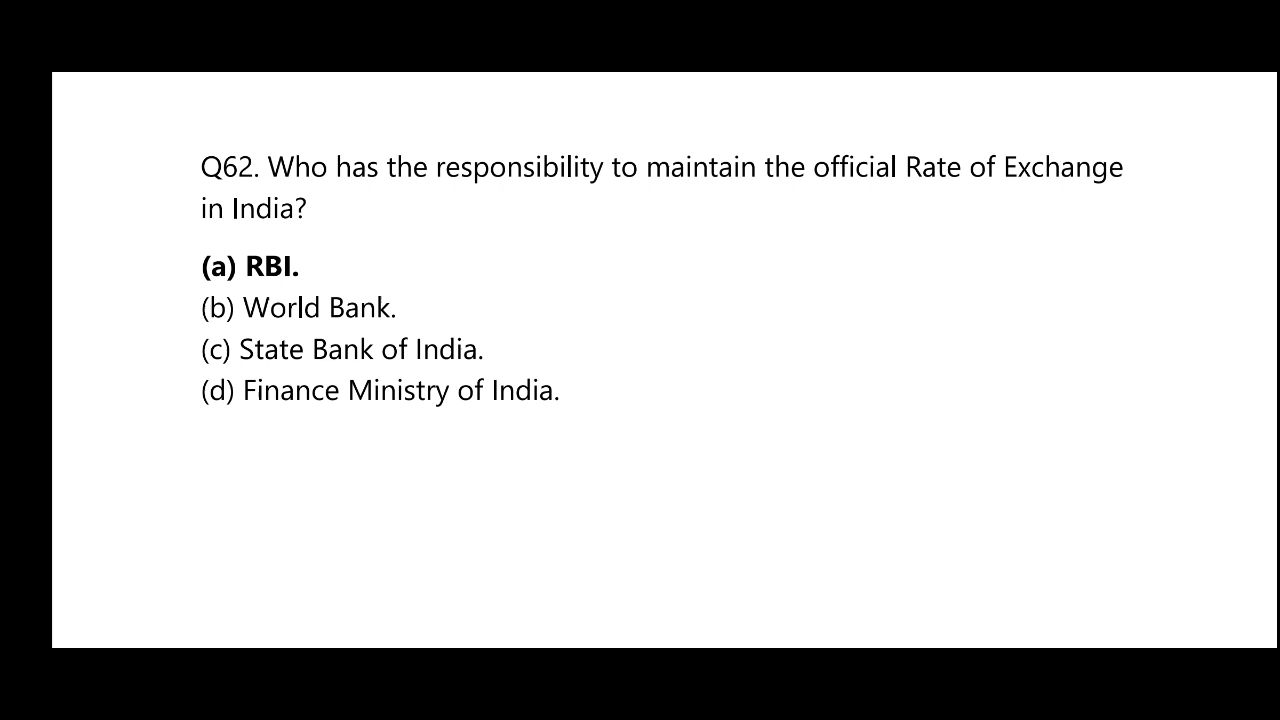 Q62. Who has the responsibility to maintain the official Rate of Exchange
in India?
(a) RBI.
(b) World Bank.
(c) State Bank of India.
(d) Finance Ministry of India.